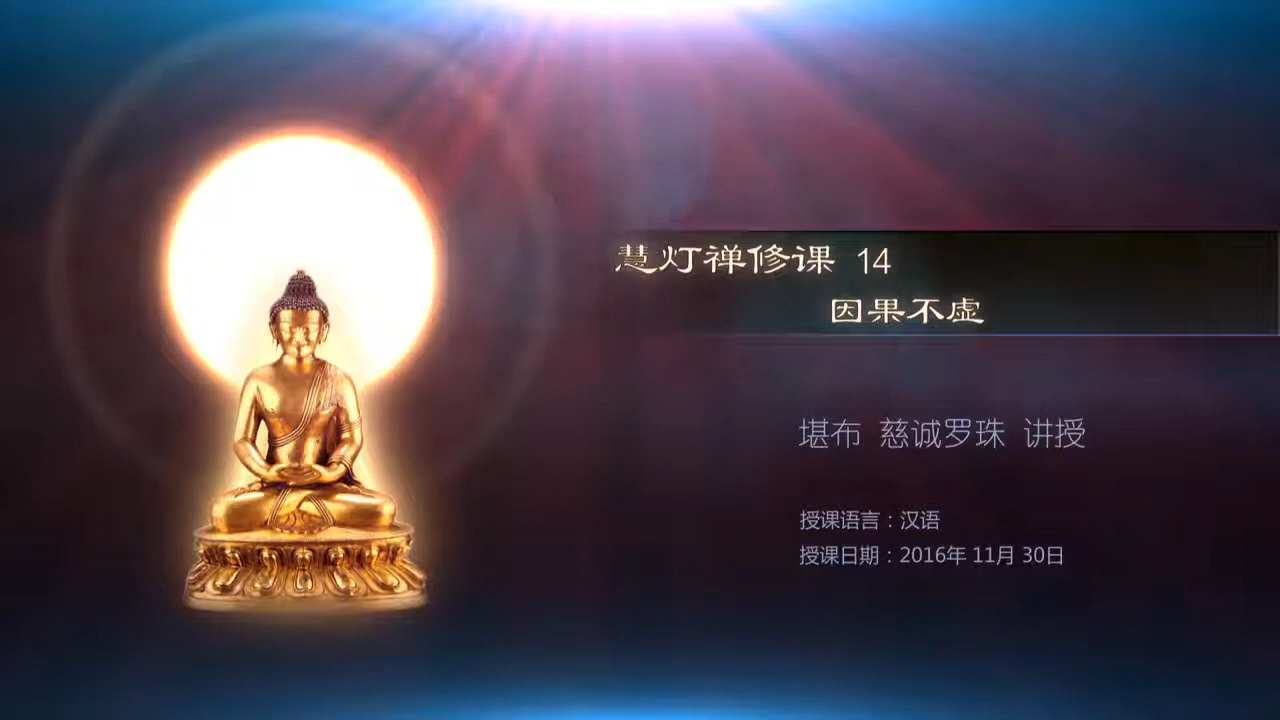 慧灯禅修课 14
因果不虚
堪布 慈诚罗珠 讲授
授课语言：汉语
授课日期：2016年 11月 30日